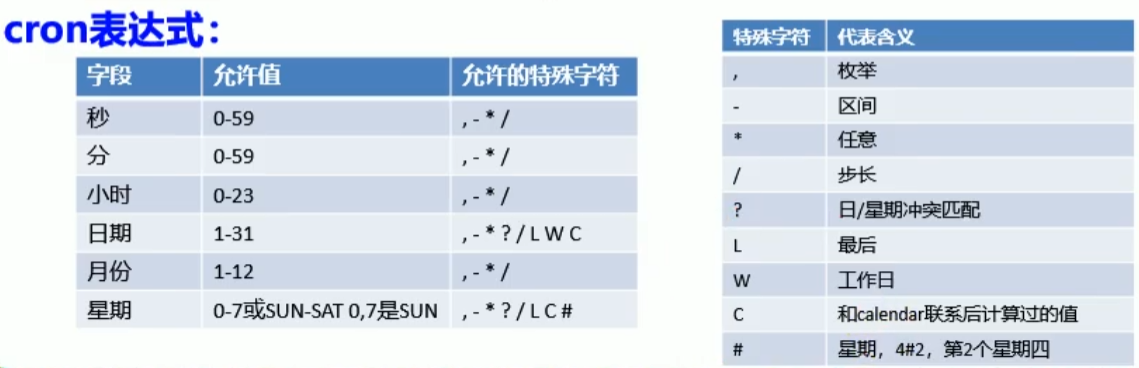 cron表达式：
字段 允许值 允许的特殊字符
秒 0-59 , - * /
分 0-59 , - * /
小时 0-23 , - * /
日期 1-31 , - * ? / L W C
月份 1-12 , - * /
星期 0-7或SUN-SAT 0,7是SUN , - * ? / L C #
特殊字符 代表含义
, 枚举
- 区间
* 任意
/ 步长
? 日/星期冲突匹配
L 最后
W 工作日
C 和calendar联系后计算过的值
# 星期，4#2，第2个星期四